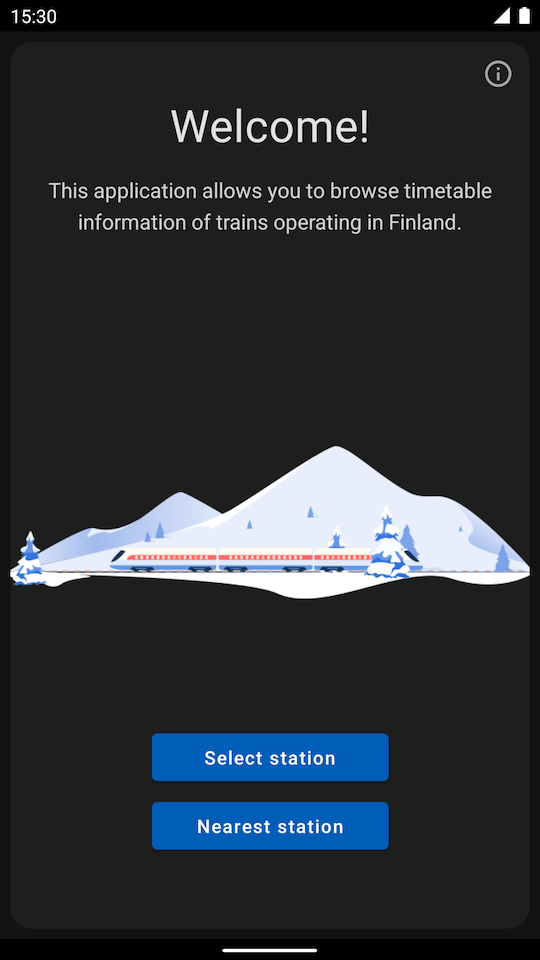 15:30
Welcome!
This application allows you to browse timetable
information of trains operating in Finland.
Select station
Nearest station